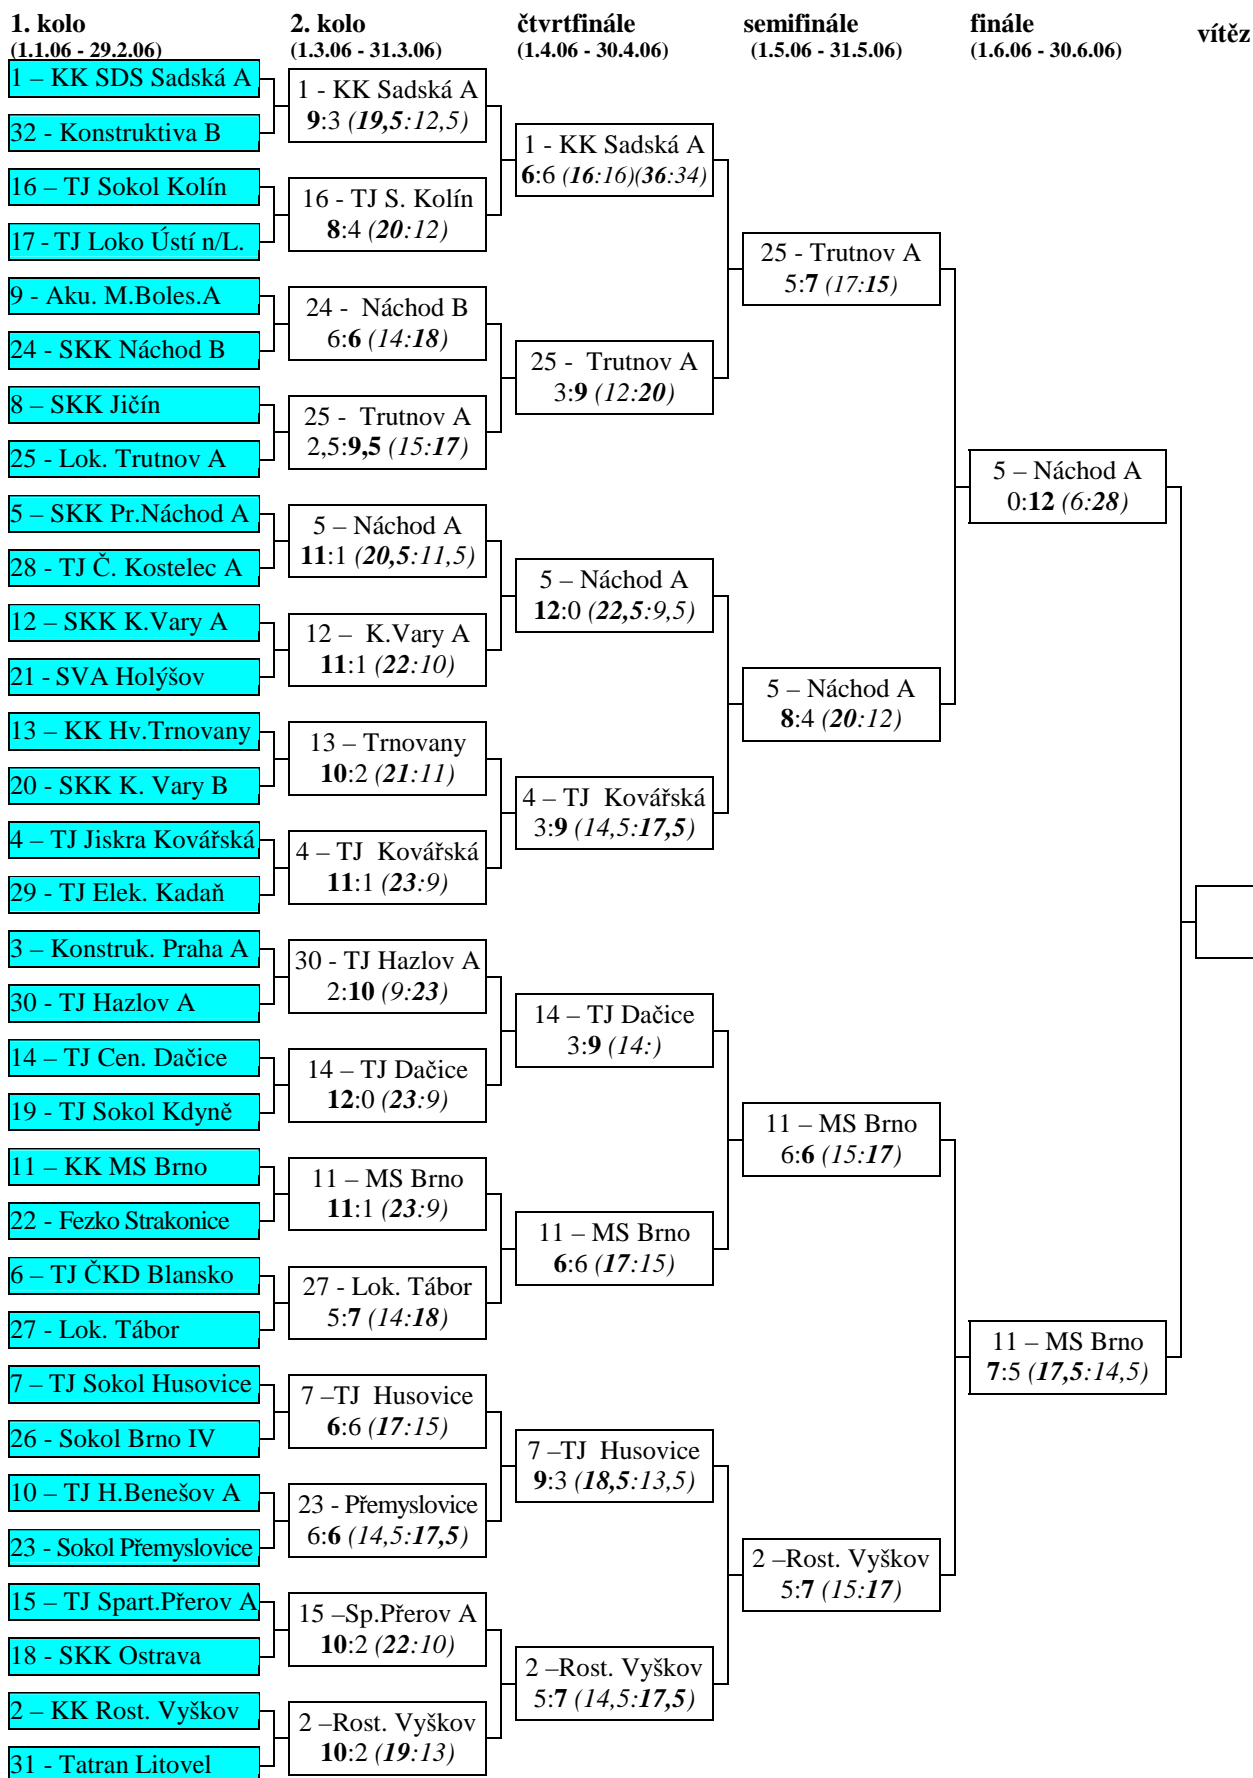 1. kolo
(1.1.06 - 29.2.06)
1 – KK SDS Sadská A
32 - Konstruktiva B
16 – TJ Sokol Kolín
17 - TJ Loko Ústí n/L.
9 - Aku. M.Boles.A
24 - SKK Náchod B
8 – SKK Jičín
25 - Lok. Trutnov A
5 – SKK Pr.Náchod A
28 - TJ Č. Kostelec A
12 – SKK K.Vary A
21 - SVA Holýšov
13 – KK Hv.Trnovany
20 - SKK K. Vary B
4 – TJ Jiskra Kovářská
29 - TJ Elek. Kadaň
3 – Konstruk. Praha A
30 - TJ Hazlov A
14 – TJ Cen. Dačice
19 - TJ Sokol Kdyně
11 – KK MS Brno
22 - Fezko Strakonice
6 – TJ ČKD Blansko
27 - Lok. Tábor
7 – TJ Sokol Husovice
26 - Sokol Brno IV
10 – TJ H.Benešov A
23 - Sokol Přemyslovice
15 – TJ Spart.Přerov A
18 - SKK Ostrava
2 – KK Rost. Vyškov
31 - Tatran Litovel
2. kolo
(1.3.06 - 31.3.06)
1 - KK Sadská A
9:3 (19,5:12,5)
16 - TJ S. Kolín
8:4 (20:12)
24 - Náchod B
6:6 (14:18)
25 - Trutnov A
2,5:9,5 (15:17)
5 – Náchod A
11:1 (20,5:11,5)
12 – K.Vary A
11:1 (22:10)
13 – Trnovany
10:2 (21:11)
4 – TJ Kovářská
11:1 (23:9)
30 - TJ Hazlov A
2:10 (9:23)
14 – TJ Dačice
12:0 (23:9)
11 – MS Brno
11:1 (23:9)
27 - Lok. Tábor
5:7 (14:18)
7 –TJ Husovice
6:6 (17:15)
23 - Přemyslovice
6:6 (14,5:17,5)
15 –Sp.Přerov A
10:2 (22:10)
2 –Rost. Vyškov
10:2 (19:13)
čtvrtfinále
(1.4.06 - 30.4.06)
1 - KK Sadská A
6:6 (16:16)(36:34)
25 - Trutnov A
3:9 (12:20)
5 – Náchod A
12:0 (22,5:9,5)
4 – TJ Kovářská
3:9 (14,5:17,5)
14 – TJ Dačice
3:9 (14:)
11 – MS Brno
6:6 (17:15)
7 –TJ Husovice
9:3 (18,5:13,5)
2 –Rost. Vyškov
5:7 (14,5:17,5)
semifinále
(1.5.06 - 31.5.06)
25 - Trutnov A
5:7 (17:15)
5 – Náchod A
8:4 (20:12)
11 – MS Brno
6:6 (15:17)
2 –Rost. Vyškov
5:7 (15:17)
finále
(1.6.06 - 30.6.06)
5 – Náchod A
0:12 (6:28)
11 – MS Brno
7:5 (17,5:14,5)
vítěz